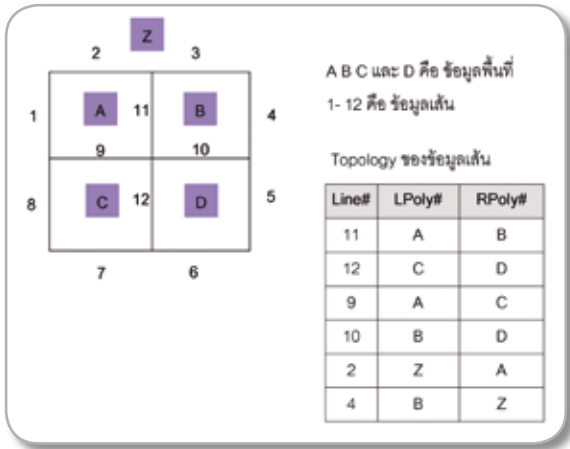 Z
2 3
1 A 11 B 4
9 10
8 C 12 D 5
7 6
A B C และ D คือ ข้อมูลพื้นที่
1- 12 คือ ข้อมูลเส้น
Topology ของข้อมูลเส้น
Line# LPoly# RPoly#
11 A B
12 C D
9 A C
10 B D
2 Z A
4 B Z